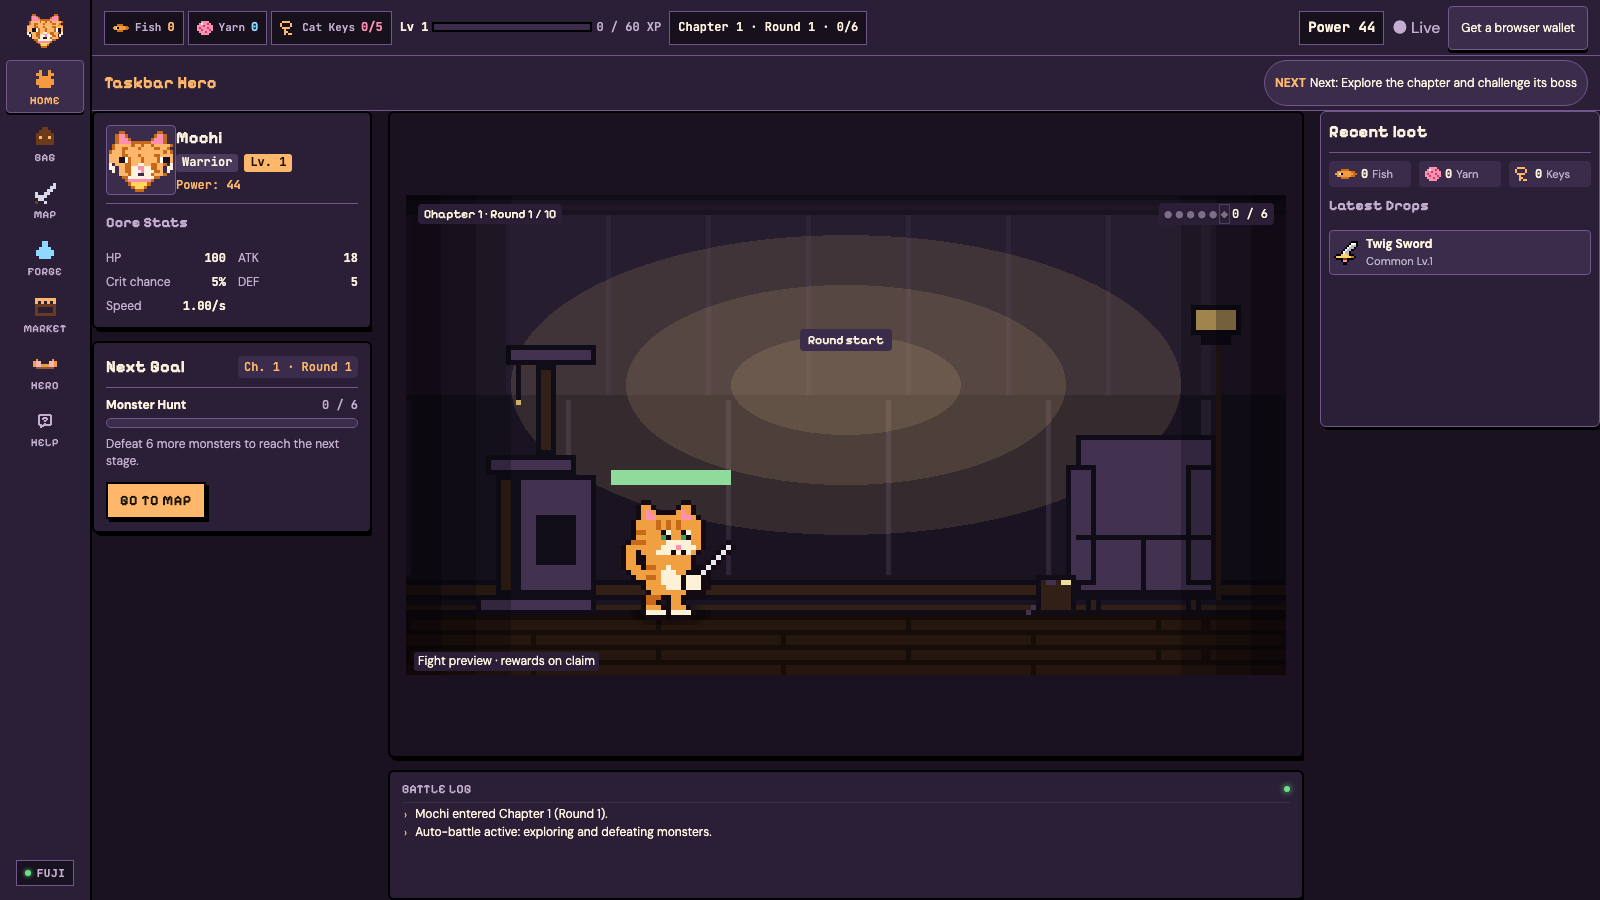 Fish 0
Yarn 0
Cat Keys 0/5
Lv 1
0 / 60 XP
Chapter 1 · Round 1 · 0/6
Power 44
Live
Get a browser wallet
Taskbar Hero
NEXT Next: Explore the chapter and challenge its boss
HOME
BAG
MAP
FORGE
MARKET
HERO
HELP
FUJI
Mochi
Warrior
Lv. 1
Power: 44
Core Stats
HP 100 ATK 18
Crit chance 5% DEF 5
Speed 1.00/s
Next Goal
Ch. 1 · Round 1
Monster Hunt 0 / 6
Defeat 6 more monsters to reach the next
stage.
GO TO MAP
Chapter 1 · Round 1 / 10
0 / 6
Round start
Fight preview · rewards on claim
BATTLE LOG
› Mochi entered Chapter 1 (Round 1).
› Auto-battle active: exploring and defeating monsters.
Recent loot
0 Fish
0 Yarn
0 Keys
Latest Drops
Twig Sword
Common Lv.1